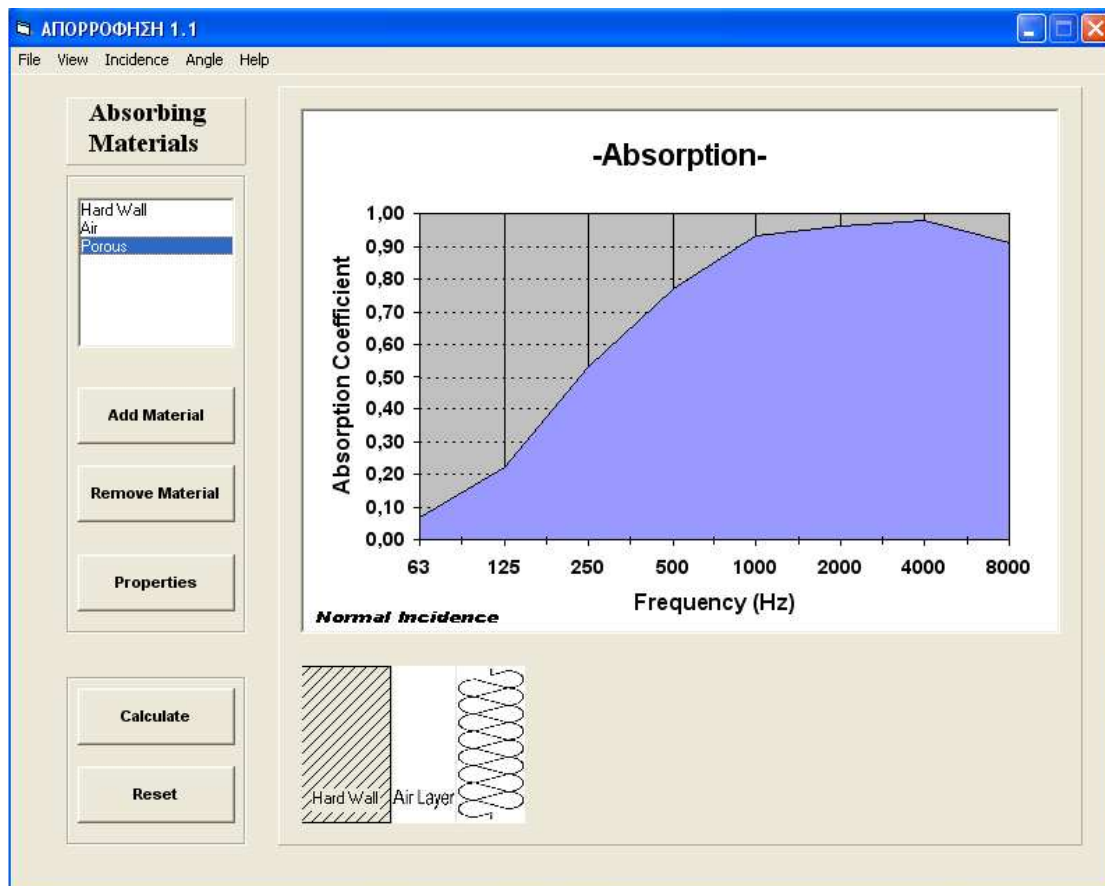 ΑΠΟΡΡΟΦΗΣΗ 1.1
File View Incidence Angle Help
Absorbing
Materials
Hard Wall
Air
Porous
Add Material
Remove Material
Properties
Calculate
Reset
-Absorption-
Absorption Coefficient
1,00
0,90
0,80
0,70
0,60
0,50
0,40
0,30
0,20
0,10
0,00
63 125 250 500 1000 2000 4000 8000
Frequency (Hz)
Normal Incidence
Hard Wall Air Layer